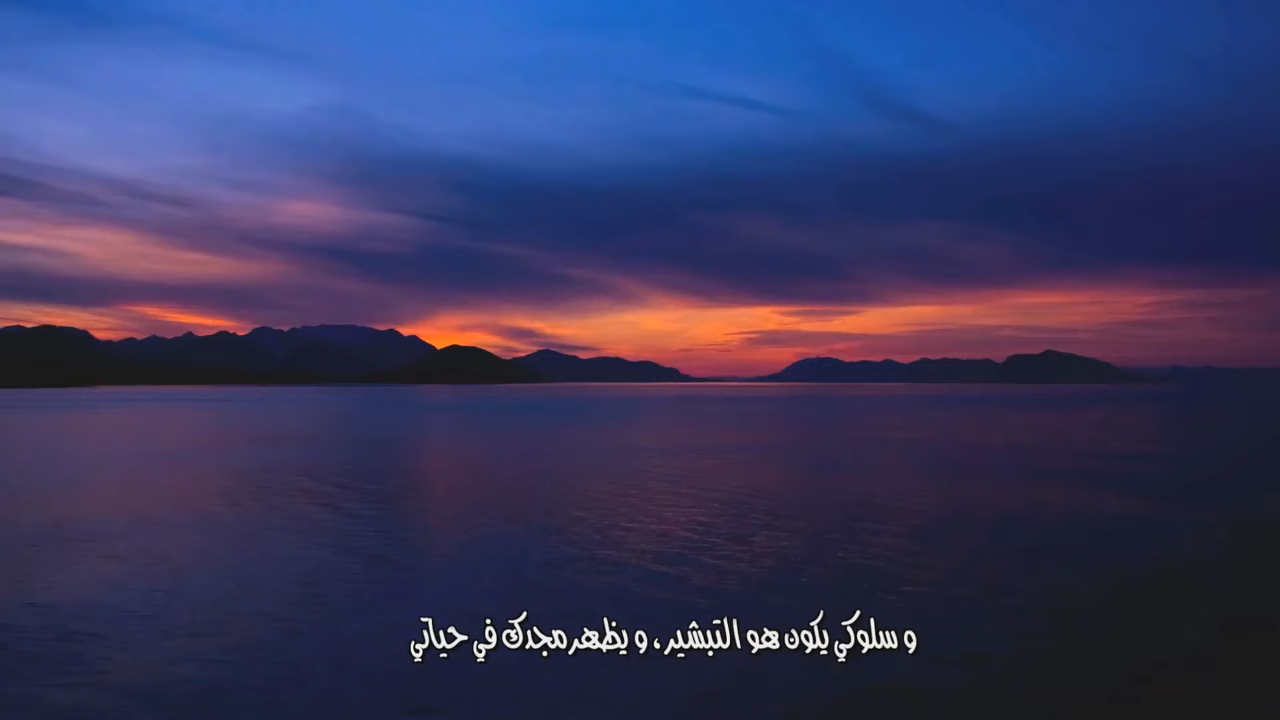 و سلوكي يكون هو التبشير ، و يظهر مجدك في حياتي